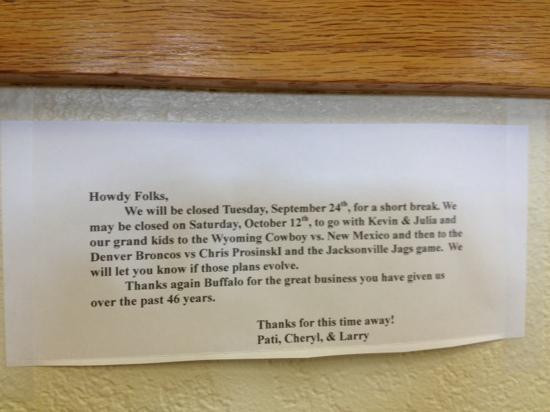 Howdy Folks,
We will be closed Tuesday, September 24th, for a short break. We
may be closed on Saturday, October 12th, to go with Kevin & Julia and
our grand kids to the Wyoming Cowboy vs. New Mexico and then to the
Denver Broncos vs Chris ProsinskI and the Jacksonville Jags game. We
will let you know if those plans evolve.
Thanks again Buffalo for the great business you have given us
over the past 46 years.
Thanks for this time away!
Pati, Cheryl, & Larry